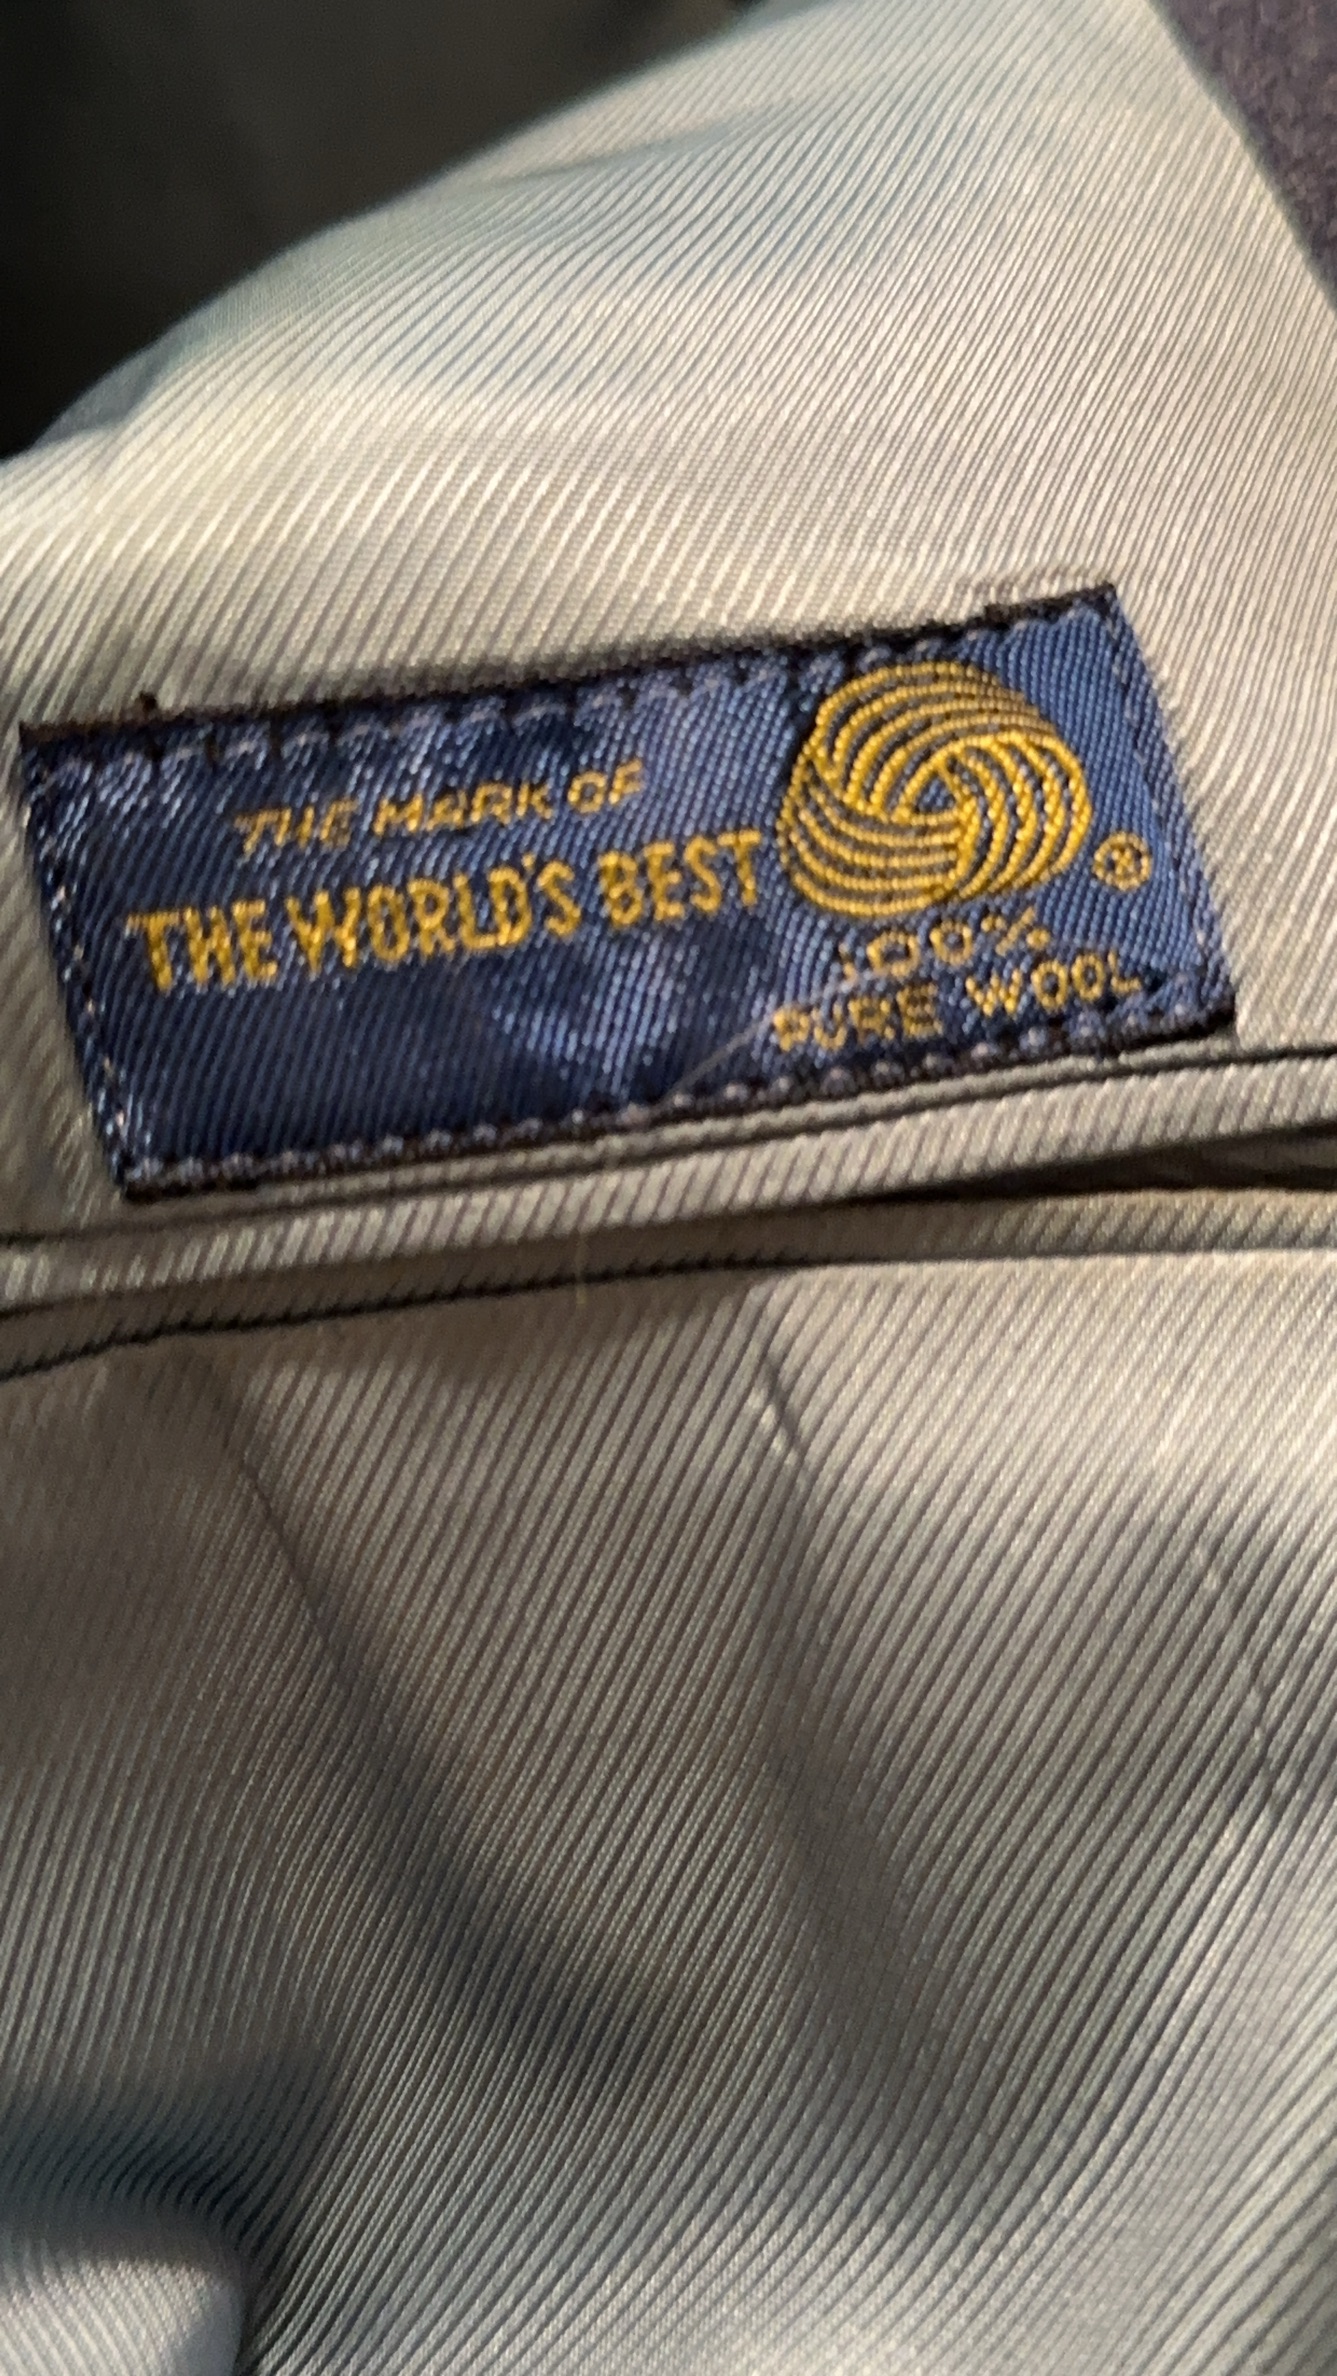 THE MARK OF
THE WORLD'S BEST
®
100%
PURE WOOL